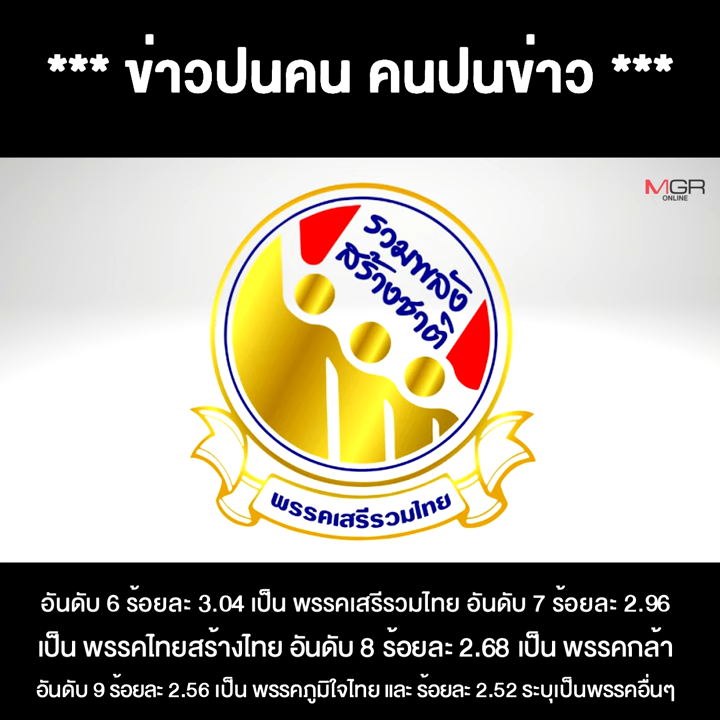 *** ข่าวปนคน คนปนข่าว ***
MGR
ONLINE
รวมพลัง
สร้างชาติ
พรรคเสรีรวมไทย
อันดับ 6 ร้อยละ 3.04 เป็น พรรคเสรีรวมไทย อันดับ 7 ร้อยละ 2.96
เป็น พรรคไทยสร้างไทย อันดับ 8 ร้อยละ 2.68 เป็น พรรคกล้า
อันดับ 9 ร้อยละ 2.56 เป็น พรรคภูมิใจไทย และ ร้อยละ 2.52 ระบุเป็นพรรคอื่นๆ